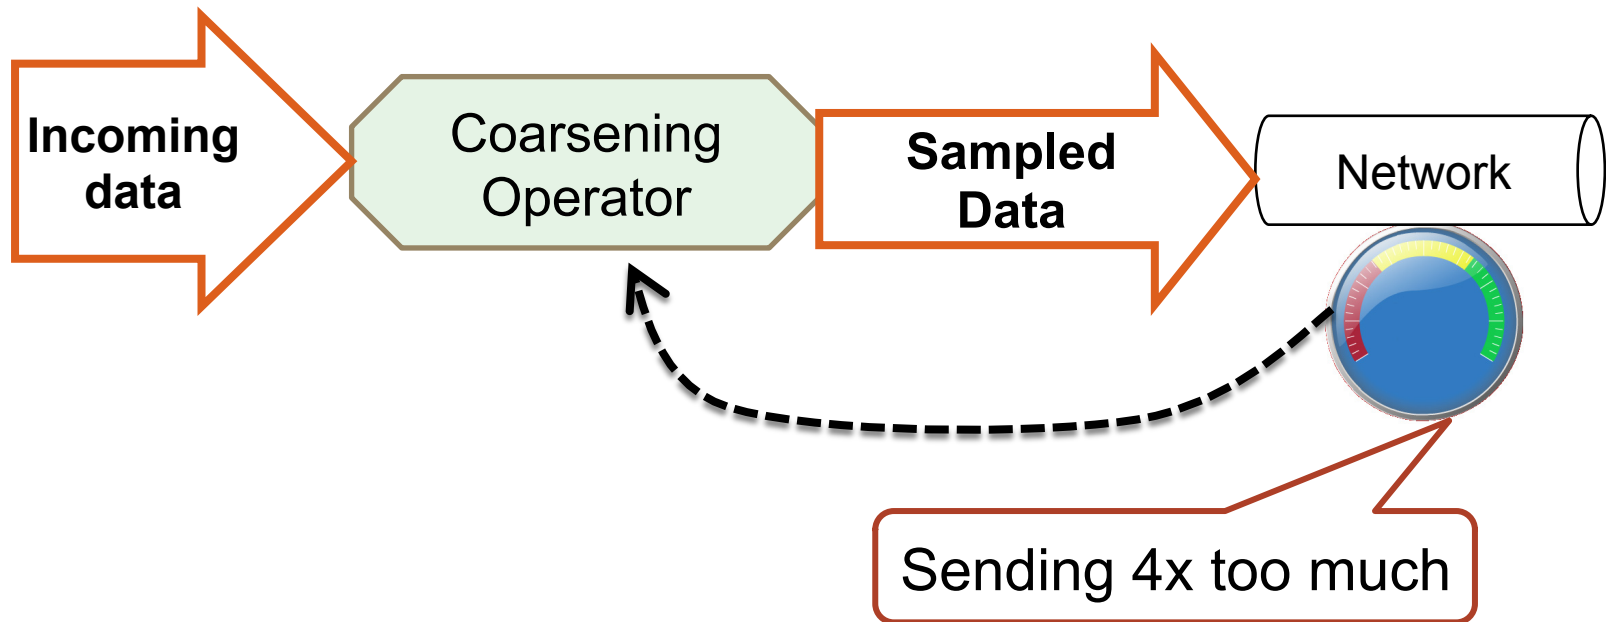 Incoming
data
Coarsening
Operator
Sampled
Data
Network
Sending 4x too much